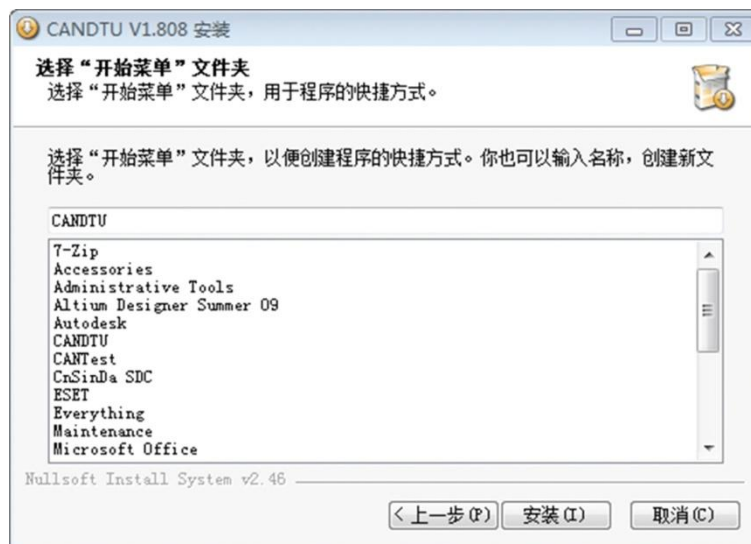 CANDTU V1.808 安装
选择“开始菜单”文件夹
选择“开始菜单”文件夹，用于程序的快捷方式。
选择“开始菜单”文件夹，以便创建程序的快捷方式。你也可以输入名称，创建新文
件夹。
CANDTU
7-Zip
Accessories
Administrative Tools
Altium Designer Summer 09
Autodesk
CANDTU
CANTest
CnSinDa SDC
ESET
Everything
Maintenance
Microsoft Office
Nullsoft Install System v2.46
< 上一步(P) 安装(I) 取消(C)